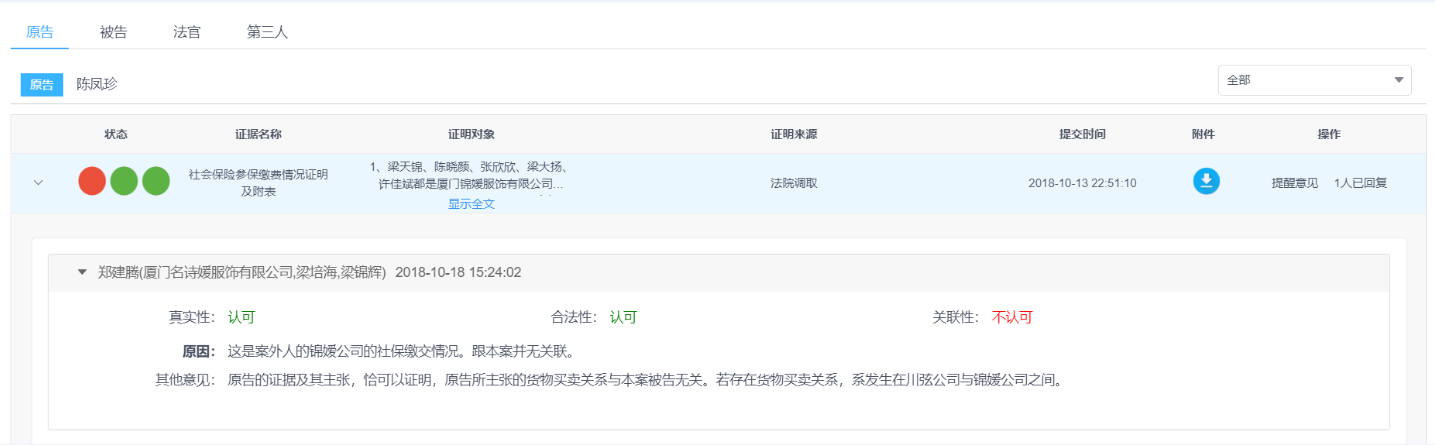 原告 被告 法官 第三人
原告 陈凤珍 全部
状态 证据名称 证明对象 证明来源 提交时间 附件 操作
社会保险参保缴费情况证明
及附表
1、梁天锦、陈晓颜、张欣欣、梁大扬、
许佳斌都是厦门锦媛服饰有限公司...
显示全文
法院调取
2018-10-13 22:51:10
提醒意见 1人已回复
郑建腾(厦门名诗媛服饰有限公司,梁培海,梁锦辉) 2018-10-18 15:24:02
真实性： 认可 合法性： 认可 关联性： 不认可
原因： 这是案外人的锦媛公司的社保缴交情况。跟本案并无关联。
其他意见： 原告的证据及其主张，恰可以证明，原告所主张的货物买卖关系与本案被告无关。若存在货物买卖关系，系发生在川弦公司与锦媛公司之间。